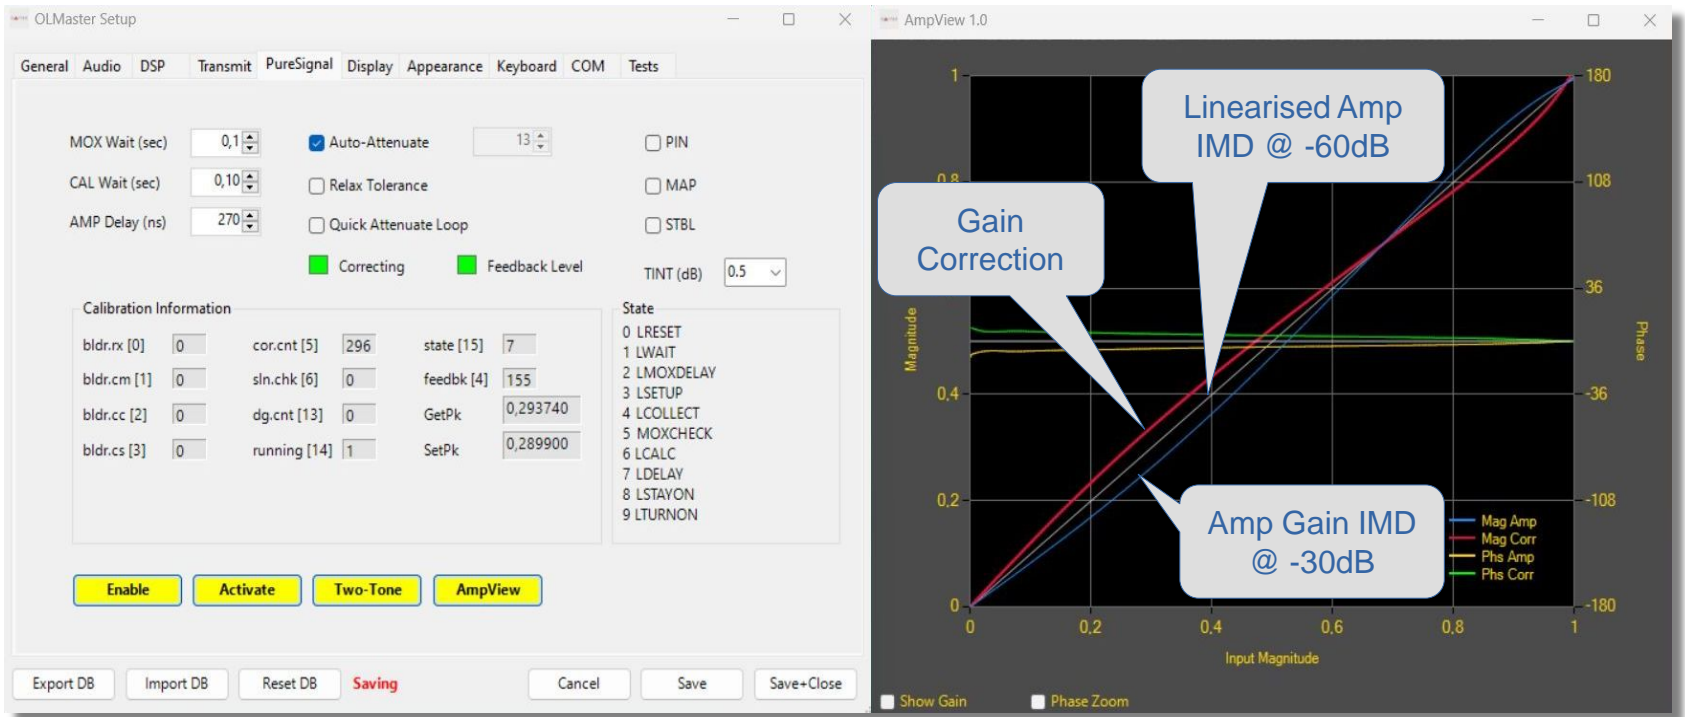 OLMaster Setup
General Audio DSP Transmit PureSignal Display Appearance Keyboard COM Tests
MOX Wait (sec) 0,1 Auto-Attenuate 13 PIN
CAL Wait (sec) 0,10 Relax Tolerance MAP
AMP Delay (ns) 270 Quick Attenuate Loop STBL
Correcting Feedback Level TINT (dB) 0.5
Calibration Information
bldr.rx [0] 0 cor.cnt [5] 296 state [15] 7
bldr.cm [1] 0 sln.chk [6] 0 feedbk [4] 155
bldr.cc [2] 0 dg.cnt [13] 0 GetPk 0,293740
bldr.cs [3] 0 running [14] 1 SetPk 0,289900
State
0 LRESET
1 LWAIT
2 LMOXDELAY
3 LSETUP
4 LCOLLECT
5 MOXCHECK
6 LCALC
7 LDELAY
8 LSTAYON
9 LTURNON
Enable Activate Two-Tone AmpView
Export DB Import DB Reset DB Saving Cancel Save Save+Close
AmpView 1.0
1 180
Linearised Amp
IMD @ -60dB
0,8 108
Gain
Correction
36
Magnitude
Phase
0,4 -36
0,2 -108
Amp Gain IMD
@ -30dB
Mag Amp
Mag Corr
Phs Amp
Phs Corr
0 -180
0 0,2 0,4 0,6 0,8 1
Input Magnitude
Show Gain Phase Zoom